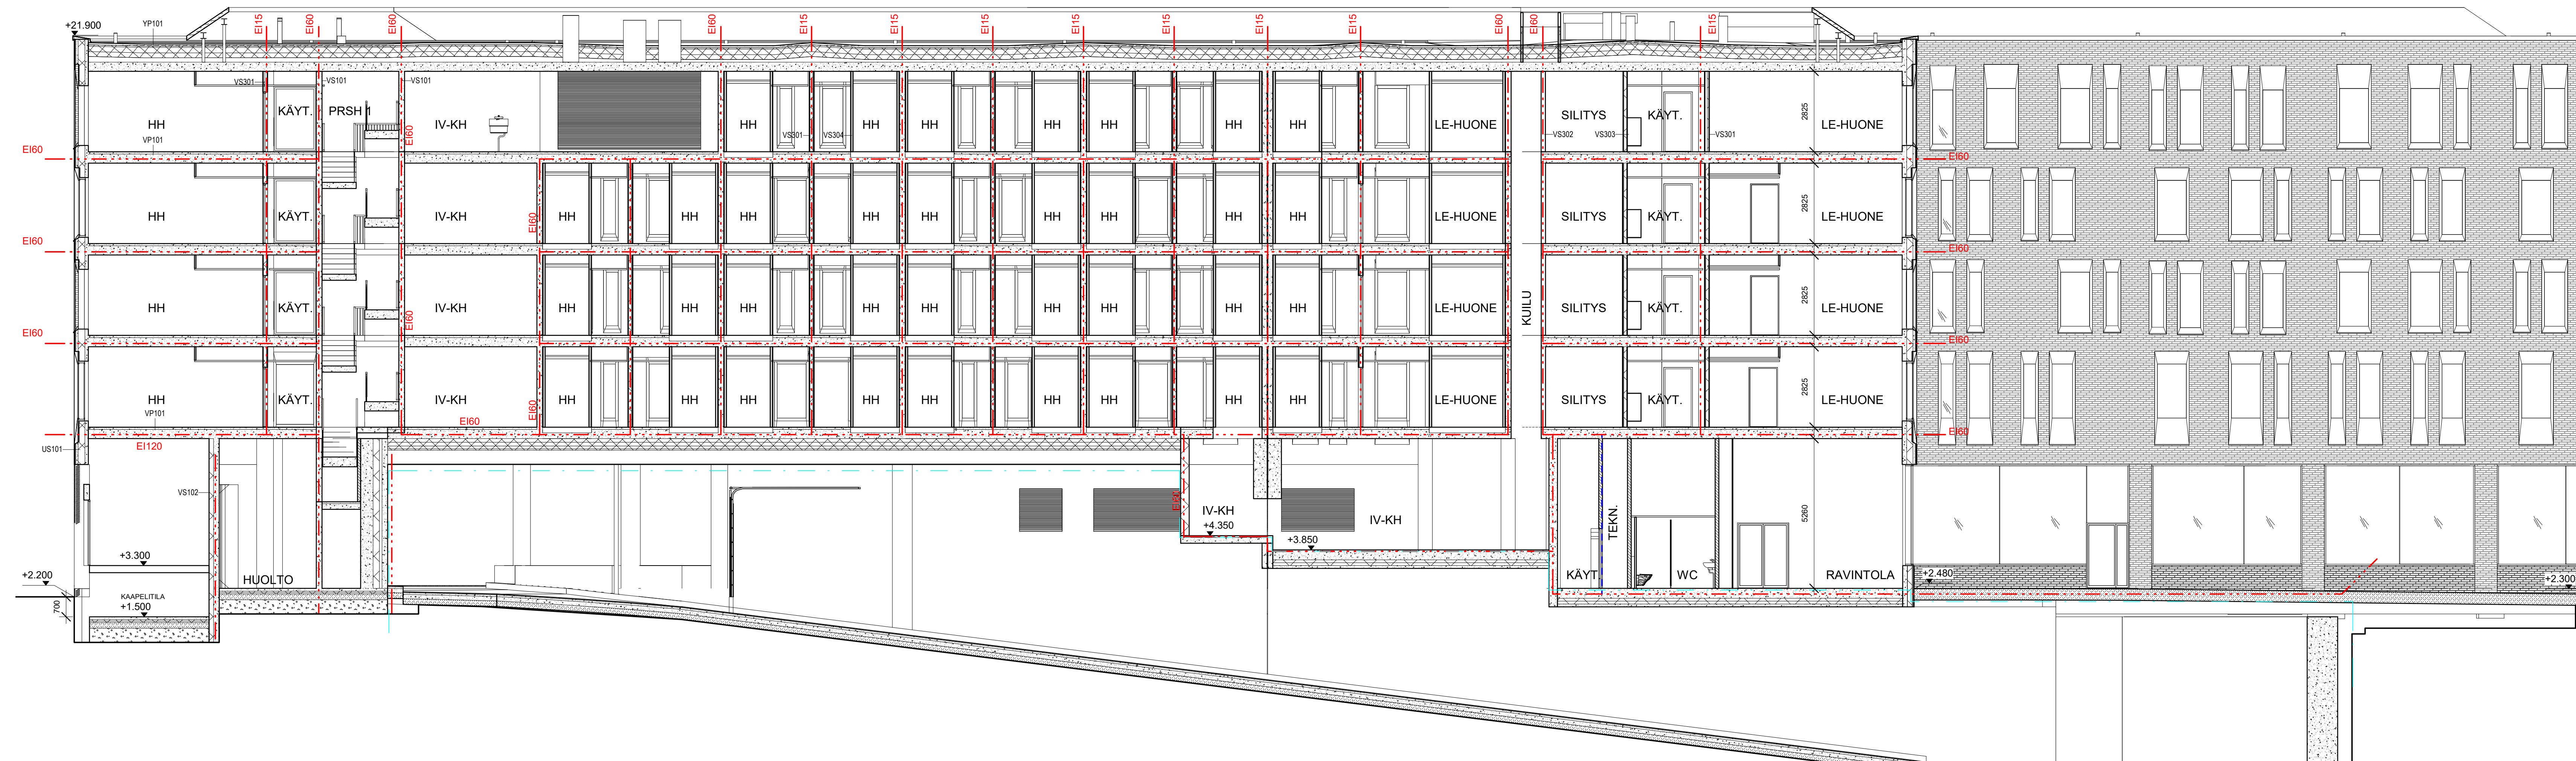 +21.900
YP101
EI15
EI60
EI60
EI60
EI15
EI15
EI15
EI15
EI15
EI15
EI15
EI60
EI60
EI15
VS301
VS101
VS101
HH
VP101
KÄYT.
PRSH 1
EI60
IV-KH
HH
VS301
VS304
HH
HH
HH
HH
HH
HH
LE-HUONE
VS302
SILITYS
VS303
KÄYT.
VS301
2825
LE-HUONE
EI60
EI60
HH
KÄYT.
IV-KH
EI60
HH
HH
HH
HH
HH
HH
HH
HH
HH
LE-HUONE
SILITYS
KÄYT.
2825
LE-HUONE
EI60
EI60
HH
KÄYT.
EI60
IV-KH
HH
HH
HH
HH
HH
HH
HH
HH
HH
LE-HUONE
KUILU
SILITYS
KÄYT.
2825
LE-HUONE
EI60
EI60
HH
VP101
KÄYT.
IV-KH
EI60
EI60
HH
HH
HH
HH
HH
HH
HH
HH
HH
LE-HUONE
SILITYS
KÄYT.
2825
LE-HUONE
EI60
US101
EI120
VS102
EI60
IV-KH
+4.350
IV-KH
+3.850
TEKN.
5260
+3.300
+2.200
700
KAAPELITILA
+1.500
HUOLTO
KÄYT.
WC
RAVINTOLA
+2.480
+2.300